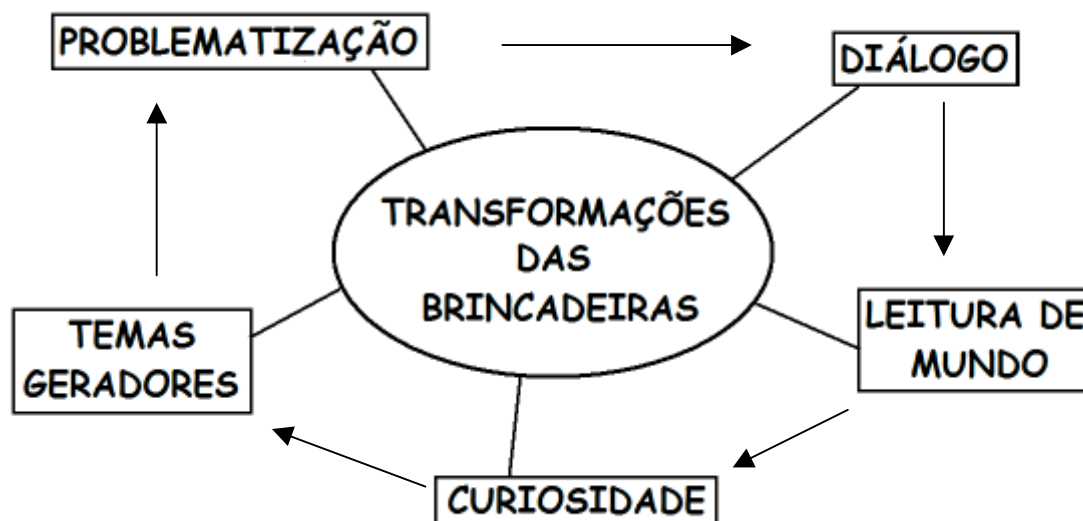 PROBLEMATIZAÇÃO
DIÁLOGO
TRANSFORMAÇÕES
DAS
BRINCADEIRAS
LEITURA DE
MUNDO
TEMAS
GERADORES
CURIOSIDADE